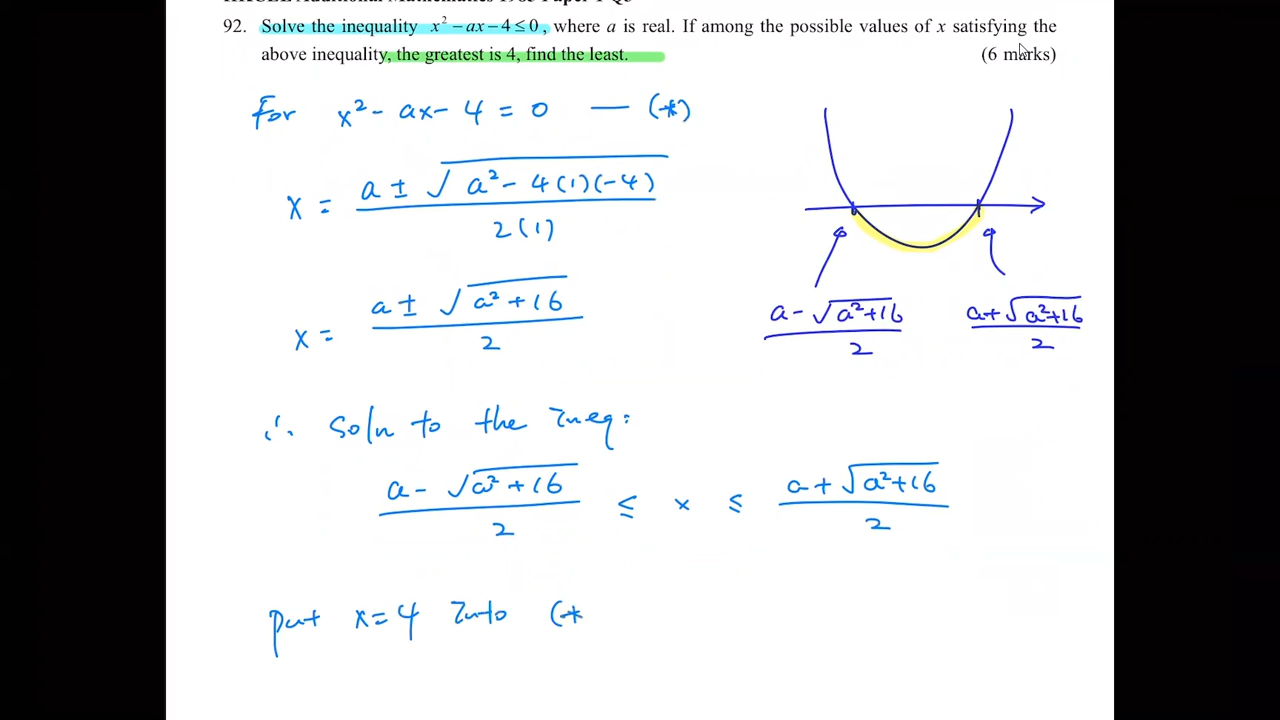 92. Solve the inequality x² − ax − 4 ≤ 0, where a is real. If among the possible values of x satisfying the
above inequality, the greatest is 4, find the least. (6 marks)
For x² - ax - 4 = 0 — (*)
x = (a ± √(a² - 4(1)(-4))) / 2(1)
x = (a ± √(a² + 16)) / 2
(a - √(a²+16)) / 2 (a + √(a²+16)) / 2
∴ Soln to the Ineq:
(a - √(a²+16)) / 2 ≤ x ≤ (a + √(a²+16)) / 2
put x = 4 Into (*